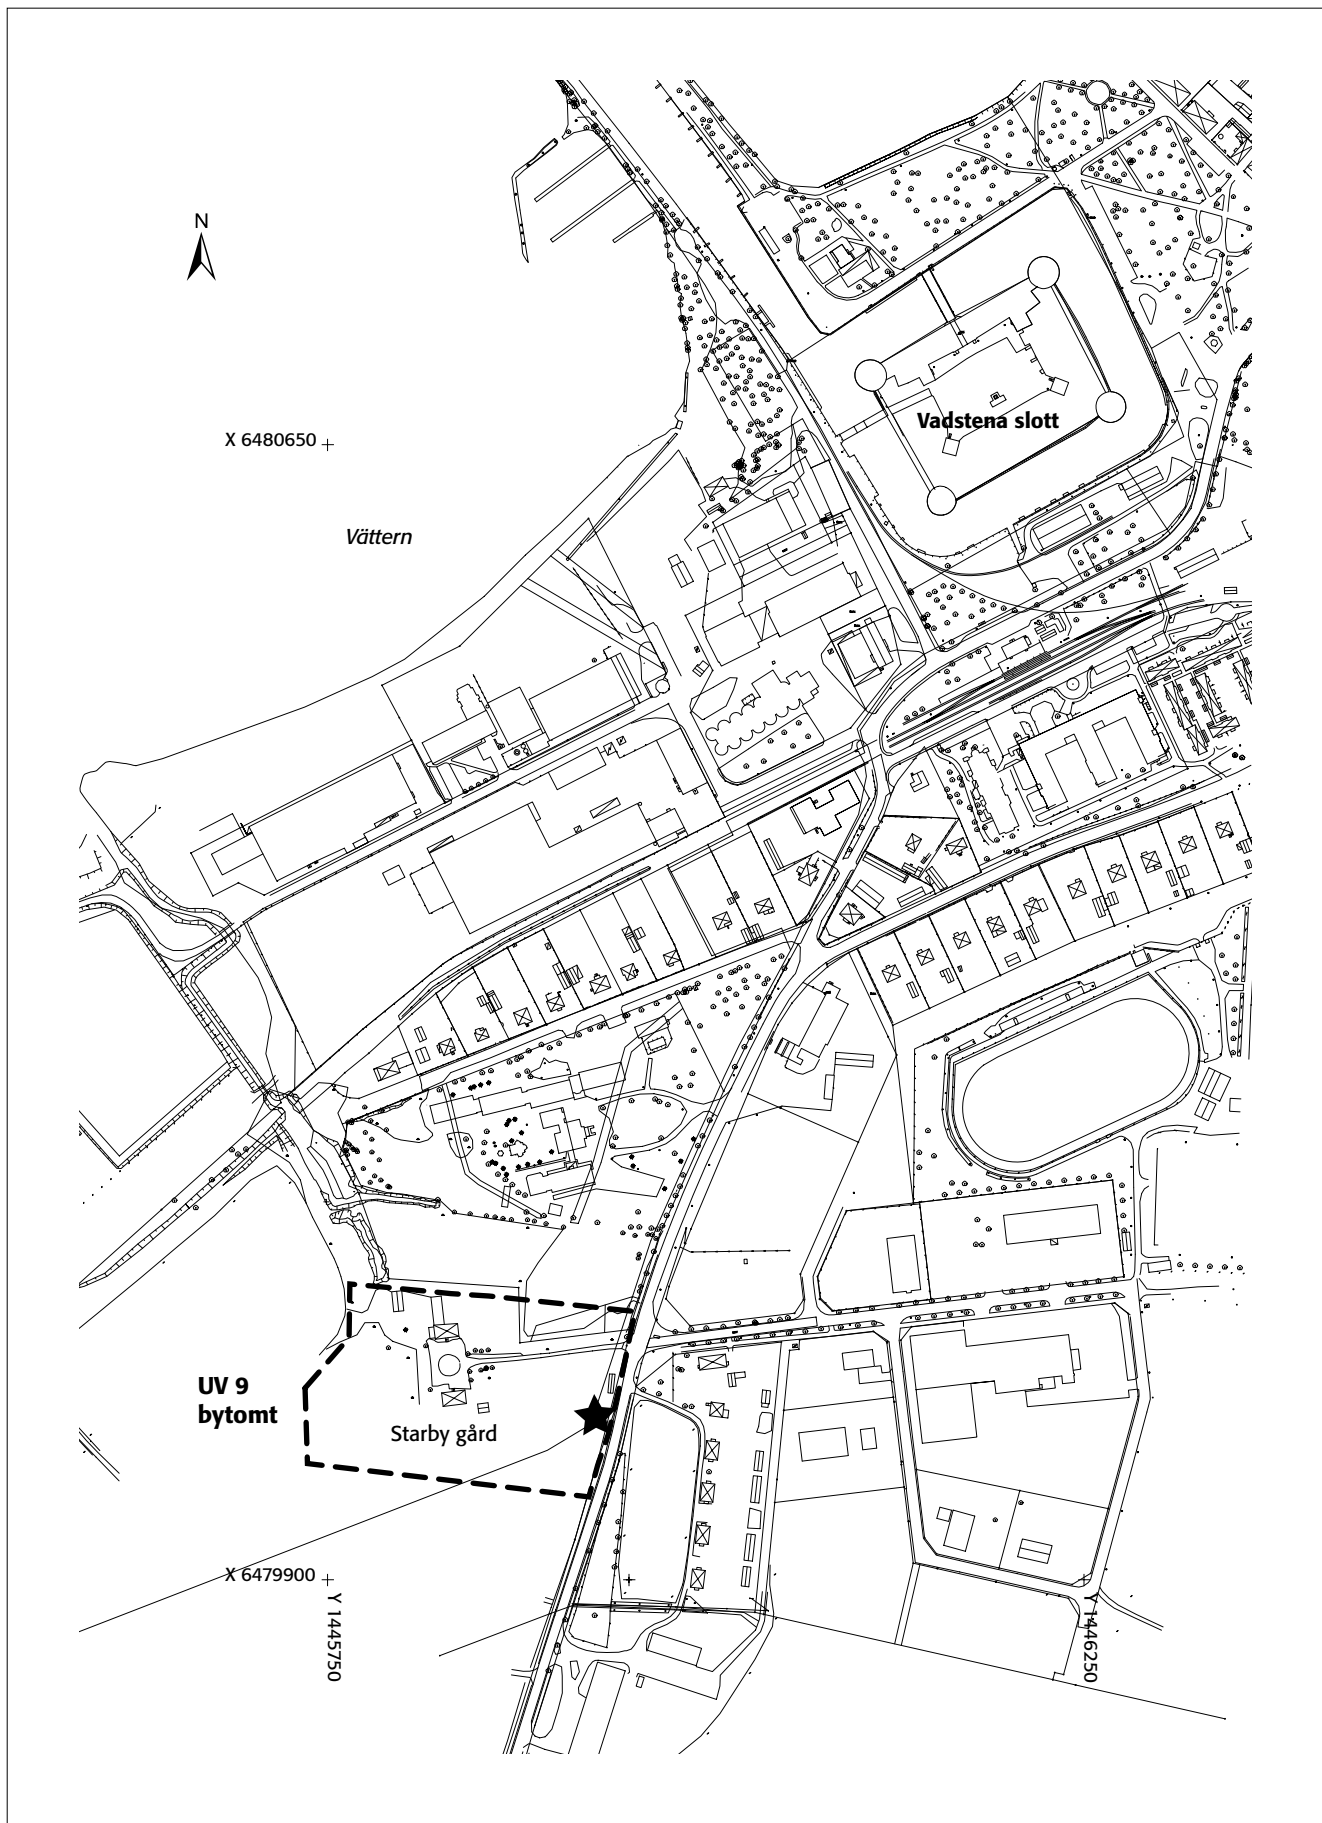 N
Vadstena slott
X 6480650
Vättern
UV 9
bytomt
Starby gård
X 6479900
Y 1445750
Y 1446250